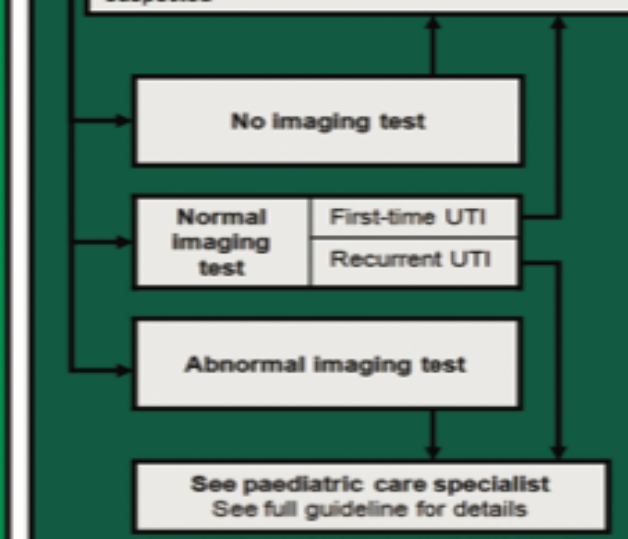 suspected
No imaging test
Normal
imaging
test
First-time UTI
Recurrent UTI
Abnormal imaging test
See paediatric care specialist
See full guideline for details